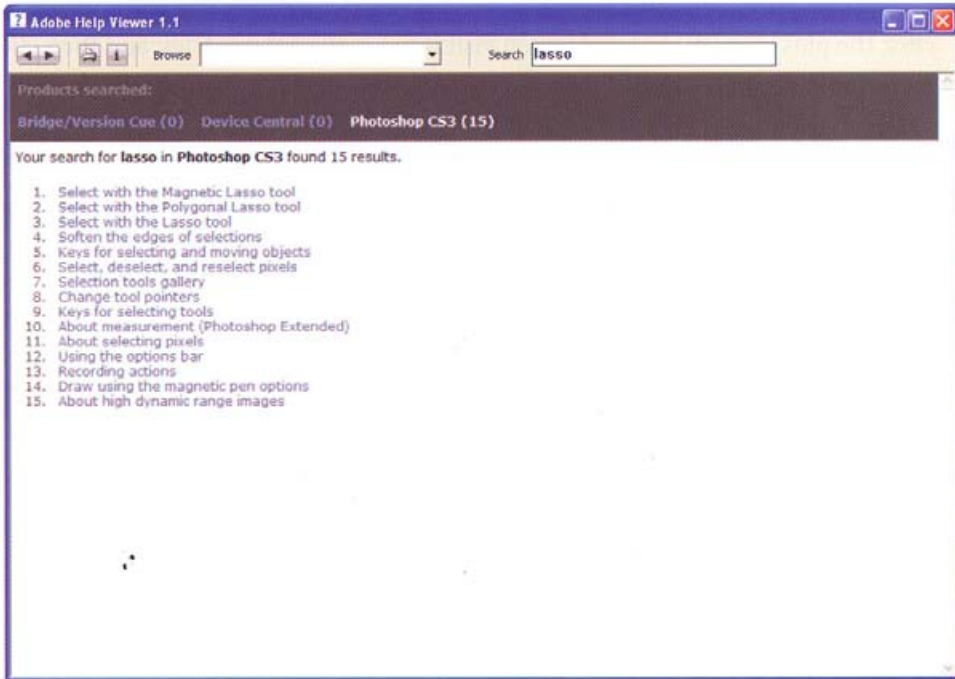 Adobe Help Viewer 1.1
Browse Search lasso
Products searched:
Bridge/Version Cue (0) Device Central (0) Photoshop CS3 (15)
Your search for lasso in Photoshop CS3 found 15 results.
1. Select with the Magnetic Lasso tool
2. Select with the Polygonal Lasso tool
3. Select with the Lasso tool
4. Soften the edges of selections
5. Keys for selecting and moving objects
6. Select, deselect, and reselect pixels
7. Selection tools gallery
8. Change tool pointers
9. Keys for selecting tools
10. About measurement (Photoshop Extended)
11. About selecting pixels
12. Using the options bar
13. Recording actions
14. Draw using the magnetic pen options
15. About high dynamic range images